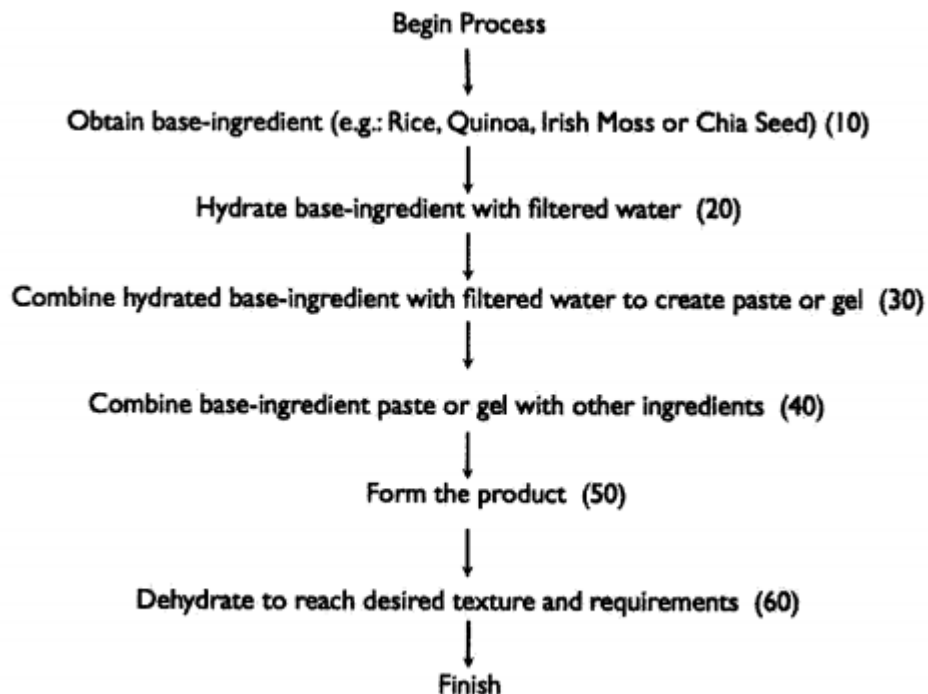 Begin Process
Obtain base-ingredient (e.g.: Rice, Quinoa, Irish Moss or Chia Seed) (10)
Hydrate base-ingredient with filtered water (20)
Combine hydrated base-ingredient with filtered water to create paste or gel (30)
Combine base-ingredient paste or gel with other ingredients (40)
Form the product (50)
Dehydrate to reach desired texture and requirements (60)
Finish